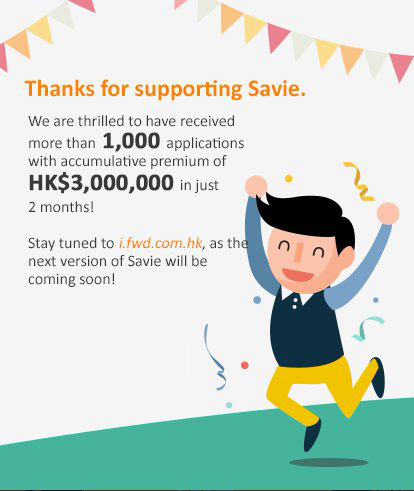 Thanks for supporting Savie.
We are thrilled to have received
more than 1,000 applications
with accumulative premium of
HK$3,000,000 in just
2 months!
Stay tuned to i.fwd.com.hk, as the
next version of Savie will be
coming soon!